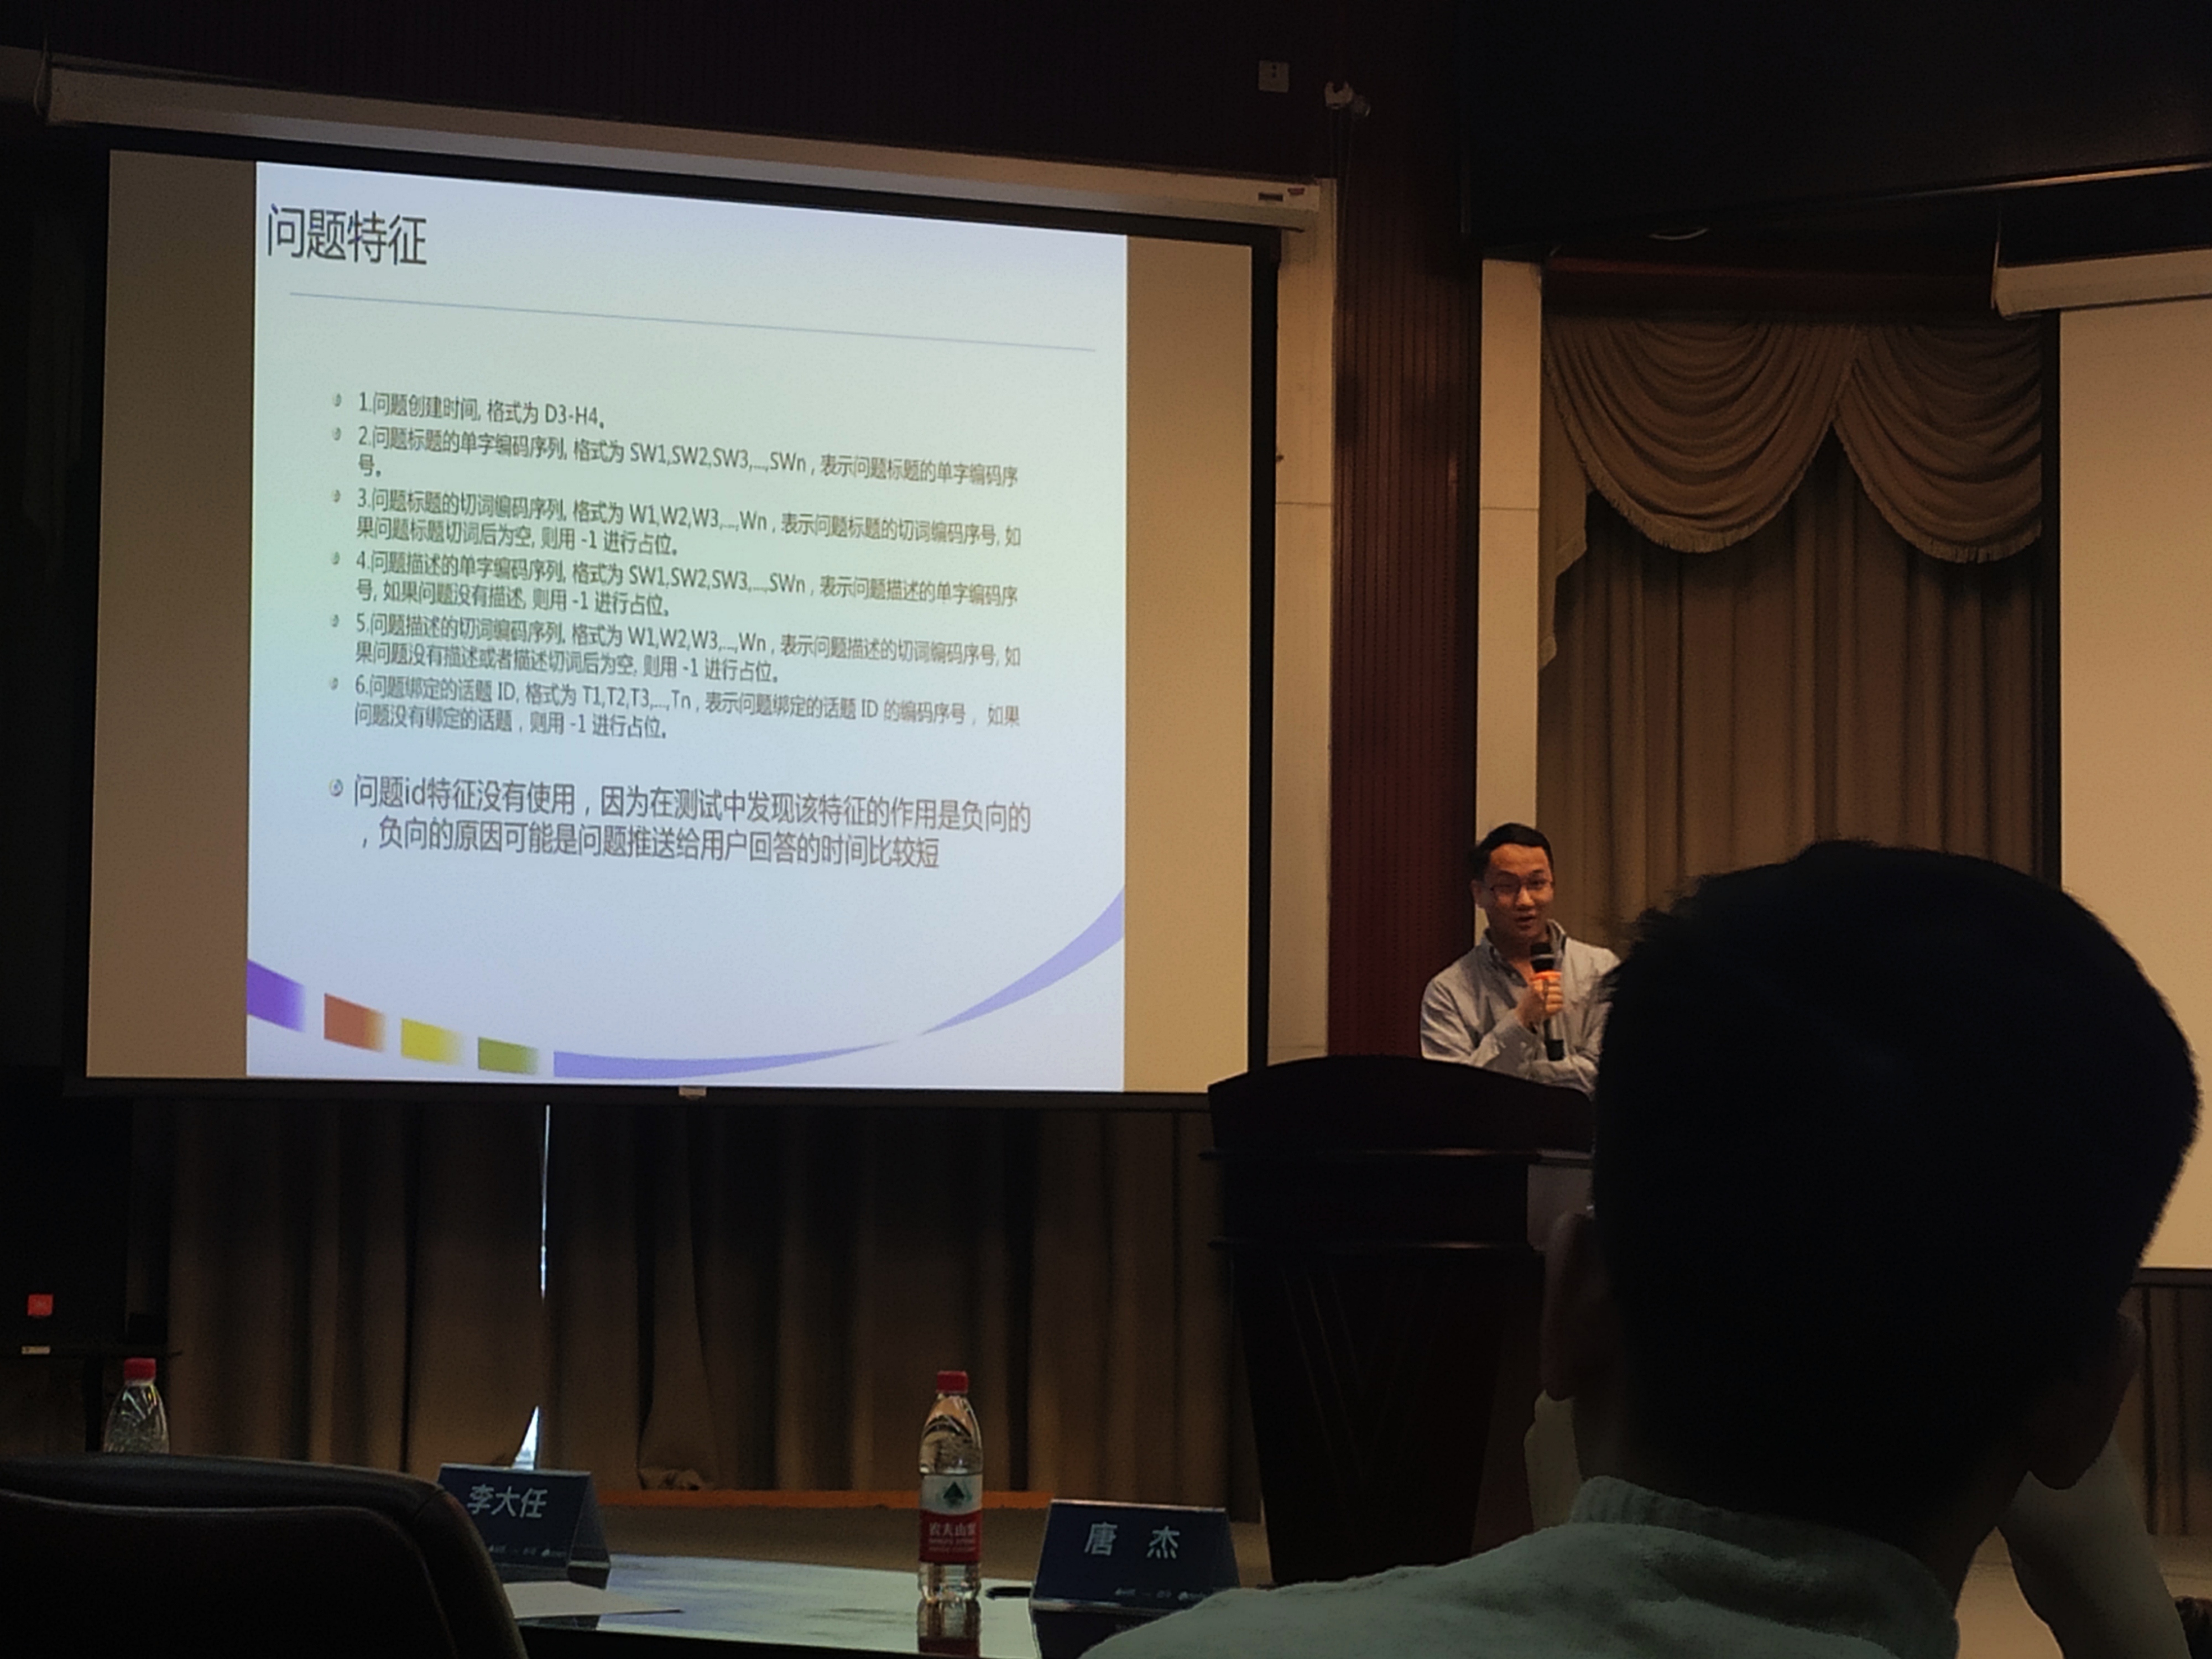 问题特征
1.问题创建时间, 格式为 D3-H4。
2.问题标题的单字编码序列, 格式为 SW1,SW2,SW3,...,SWn , 表示问题标题的单字编码序
号。
3.问题标题的切词编码序列, 格式为 W1,W2,W3,...,Wn , 表示问题标题的切词编码序号, 如
果问题标题切词后为空, 则用 -1 进行占位。
4.问题描述的单字编码序列, 格式为 SW1,SW2,SW3,...,SWn , 表示问题描述的单字编码序
号, 如果问题没有描述, 则用 -1 进行占位。
5.问题描述的切词编码序列, 格式为 W1,W2,W3,...,Wn , 表示问题描述的切词编码序号, 如
果问题没有描述或者描述切词后为空, 则用 -1 进行占位。
6.问题绑定的话题 ID, 格式为 T1,T2,T3,...,Tn , 表示问题绑定的话题 ID 的编码序号 , 如果
问题没有绑定的话题 , 则用 -1 进行占位。
问题id特征没有使用 , 因为在测试中发现该特征的作用是负向的
, 负向的原因可能是问题推送给用户回答的时间比较短
李大任
农夫山泉
唐 杰